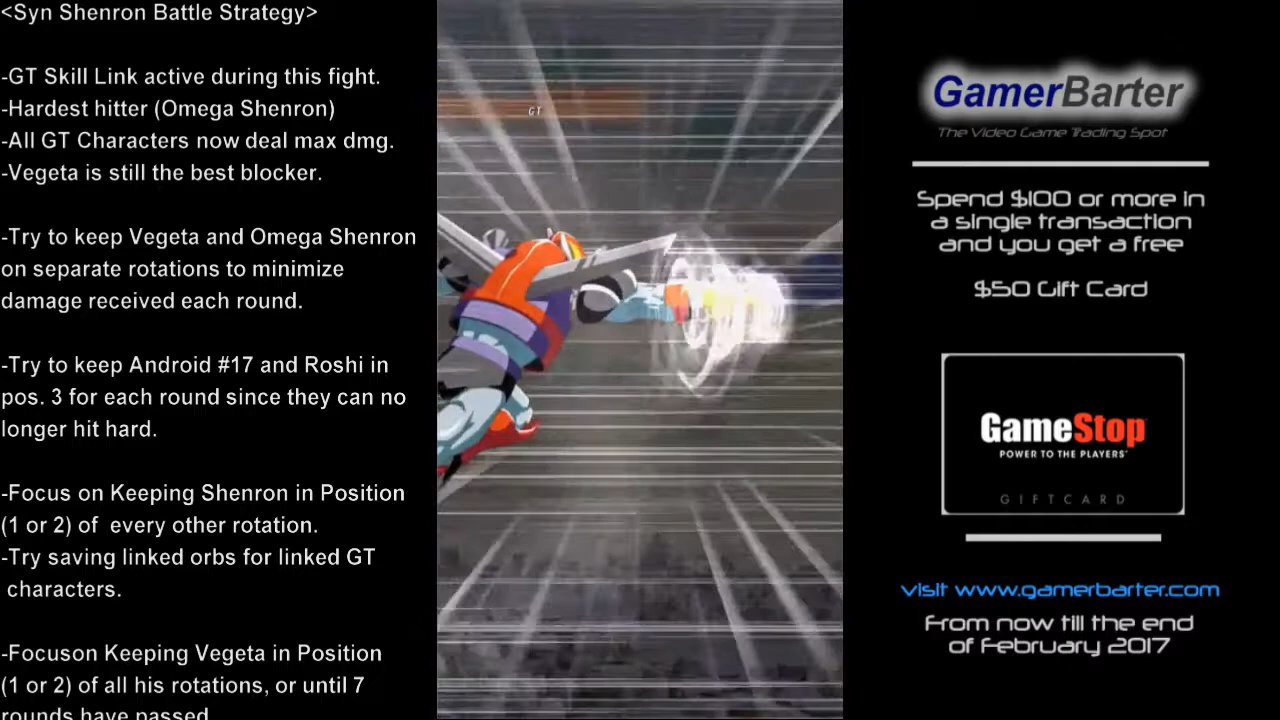 <Syn Shenron Battle Strategy>
-GT Skill Link active during this fight.
-Hardest hitter (Omega Shenron)
-All GT Characters now deal max dmg.
-Vegeta is still the best blocker.
-Try to keep Vegeta and Omega Shenron
on separate rotations to minimize
damage received each round.
-Try to keep Android #17 and Roshi in
pos. 3 for each round since they can no
longer hit hard.
-Focus on Keeping Shenron in Position
(1 or 2) of every other rotation.
-Try saving linked orbs for linked GT
characters.
-Focuson Keeping Vegeta in Position
(1 or 2) of all his rotations, or until 7
rounds have passed
GT
GamerBarter
The Video Game Trading Spot
Spend $100 or more in
a single transaction
and you get a free
$50 Gift Card
GameStop
POWER TO THE PLAYERS
GIFTCARD
visit www.gamerbarter.com
From now till the end
of February 2017